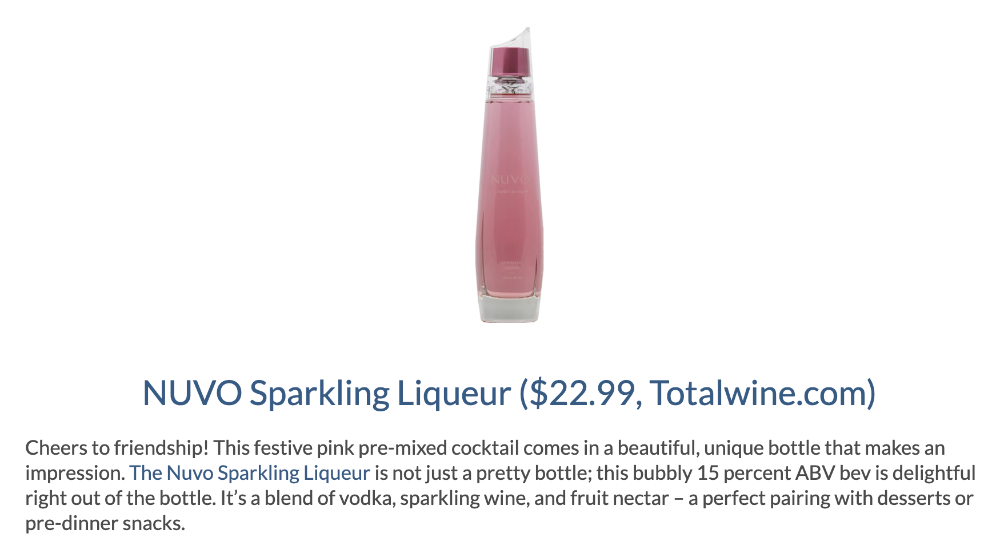 NUVO
SPARKLING
LIQUEUR
NUVO Sparkling Liqueur ($22.99, Totalwine.com)
Cheers to friendship! This festive pink pre-mixed cocktail comes in a beautiful, unique bottle that makes an
impression. The Nuvo Sparkling Liqueur is not just a pretty bottle; this bubbly 15 percent ABV bev is delightful
right out of the bottle. It’s a blend of vodka, sparkling wine, and fruit nectar – a perfect pairing with desserts or
pre-dinner snacks.